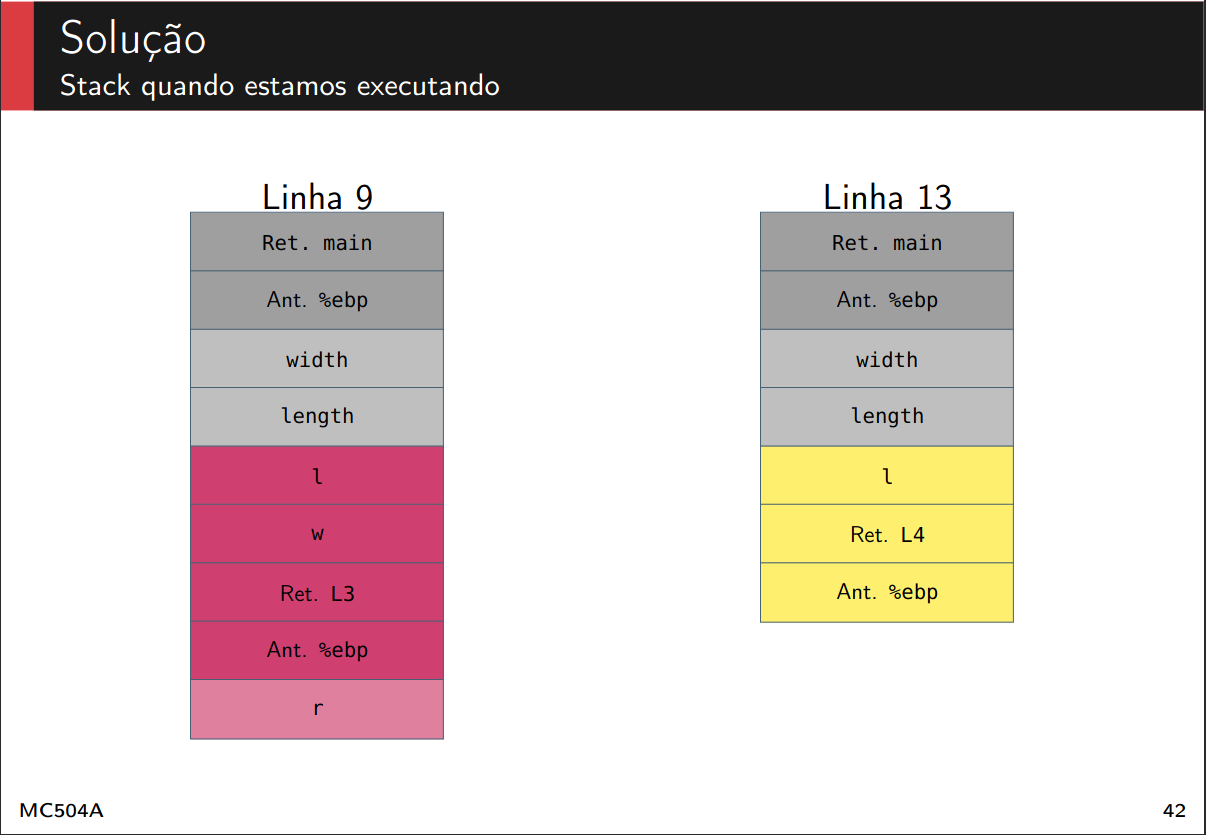 Solução
Stack quando estamos executando
Linha 9
Ret. main
Ant. %ebp
width
length
l
w
Ret. L3
Ant. %ebp
r
Linha 13
Ret. main
Ant. %ebp
width
length
l
Ret. L4
Ant. %ebp
MC504A
42